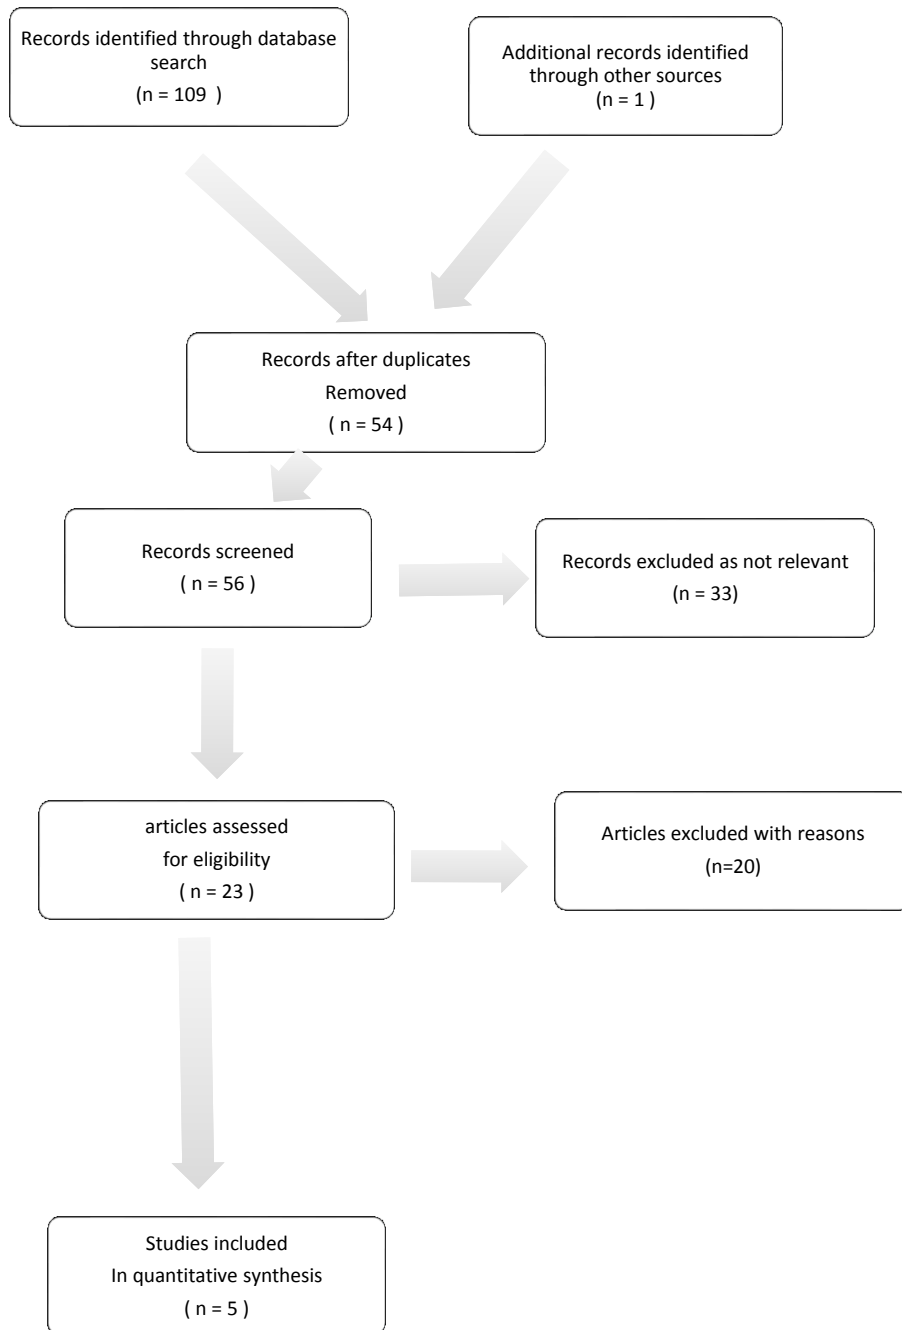 Records identified through database
search
(n = 109 )
Additional records identified
through other sources
(n = 1 )
Records after duplicates
Removed
( n = 54 )
Records screened
( n = 56 )
Records excluded as not relevant
(n = 33)
articles assessed
for eligibility
( n = 23 )
Articles excluded with reasons
(n=20)
Studies included
In quantitative synthesis
( n = 5 )